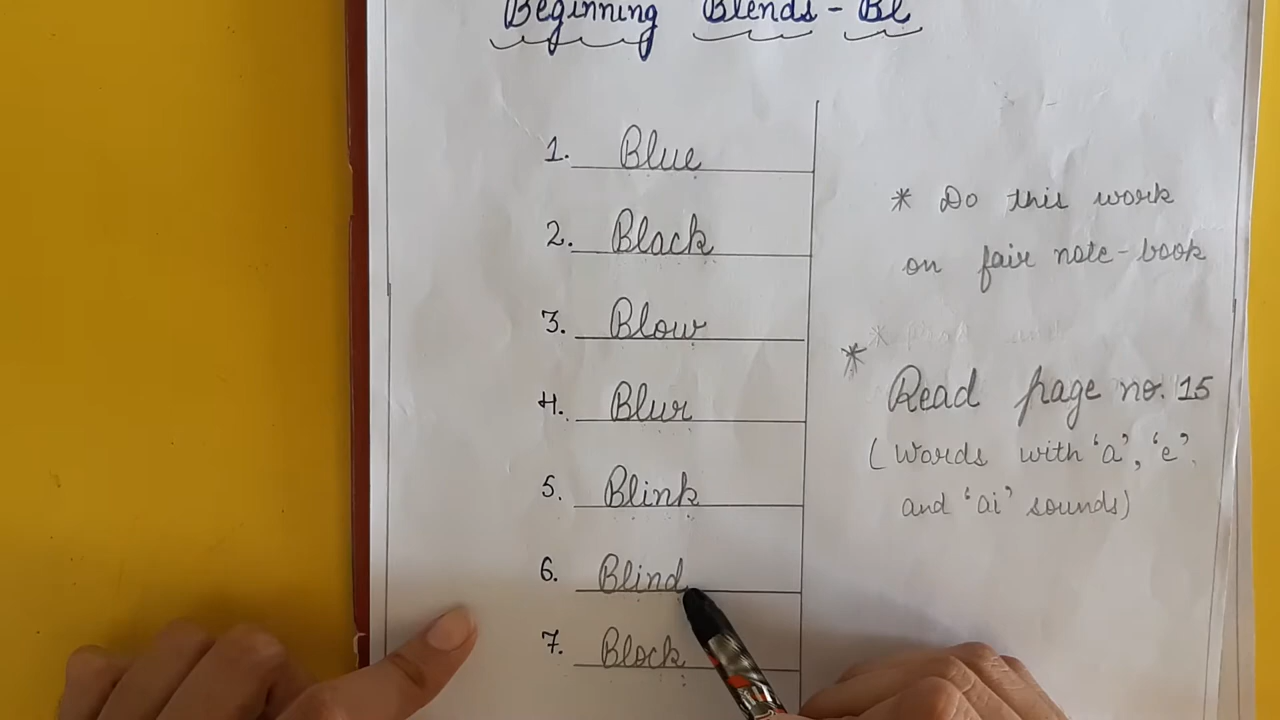 Beginning Blends - Bl
1. Blue
2. Black
3. Blow
4. Blur
5. Blink
6. Blind
7. Block
* Do this work
on fair note-book
*
Read page no. 15
(Words with 'a', 'e'
and 'ai' sounds)